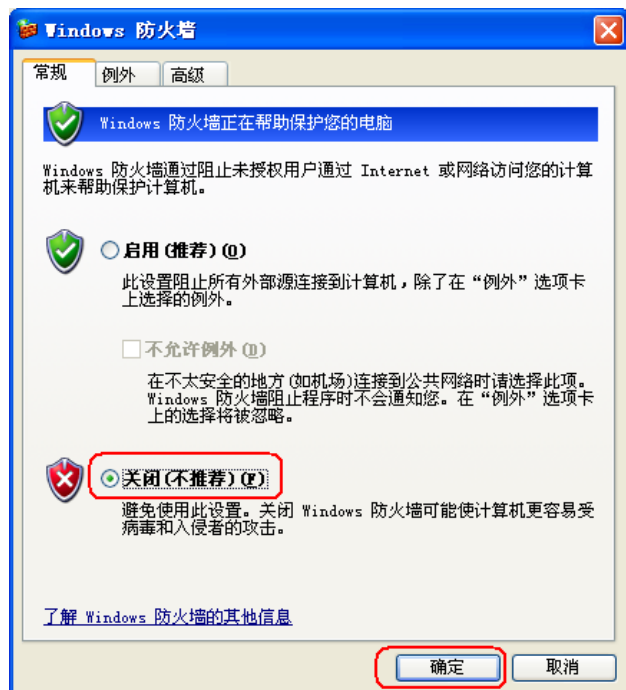 Windows 防火墙
常规 例外 高级
Windows 防火墙正在帮助保护您的电脑
Windows 防火墙通过阻止未授权用户通过 Internet 或网络访问您的计算
机来帮助保护计算机。
启用(推荐)(O)
此设置阻止所有外部源连接到计算机，除了在“例外”选项卡
上选择的例外。
不允许例外(D)
在不太安全的地方(如机场)连接到公共网络时请选择此项。
Windows 防火墙阻止程序时不会通知您。在“例外”选项卡
上的选择将被忽略。
关闭(不推荐)(F)
避免使用此设置。关闭 Windows 防火墙可能使计算机更容易受
病毒和入侵者的攻击。
了解 Windows 防火墙的其他信息
确定 取消